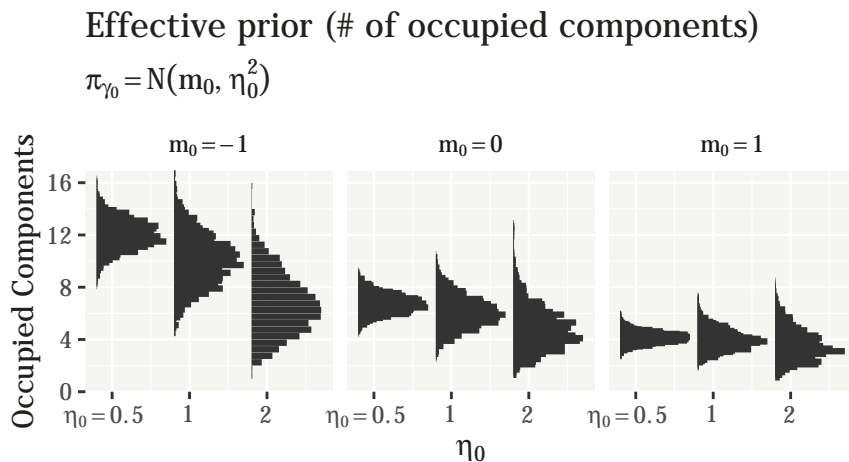 Effective prior (# of occupied components)
π_γ₀ = N(m₀, η₀²)
m₀ = −1
m₀ = 0
m₀ = 1
Occupied Components
16
12
8
4
0
η₀ = 0.5 1 2
η₀ = 0.5 1 2
η₀ = 0.5 1 2
η₀